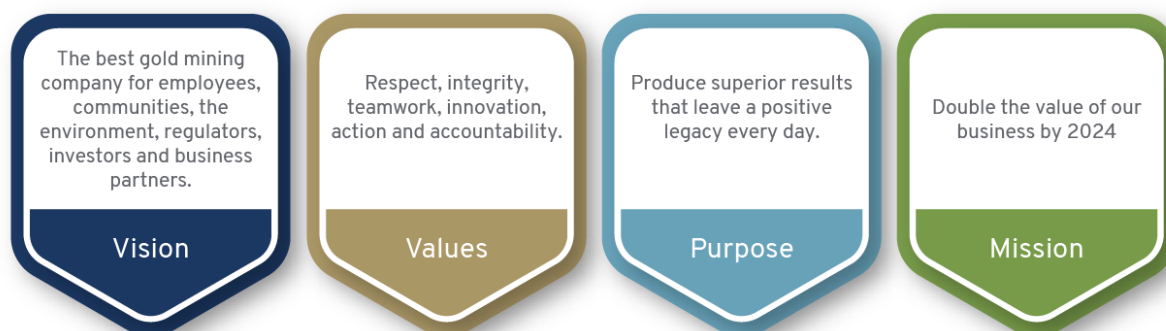 The best gold mining
company for employees,
communities, the
environment, regulators,
investors and business
partners.
Vision
Respect, integrity,
teamwork, innovation,
action and accountability.
Values
Produce superior results
that leave a positive
legacy every day.
Purpose
Double the value of our
business by 2024
Mission